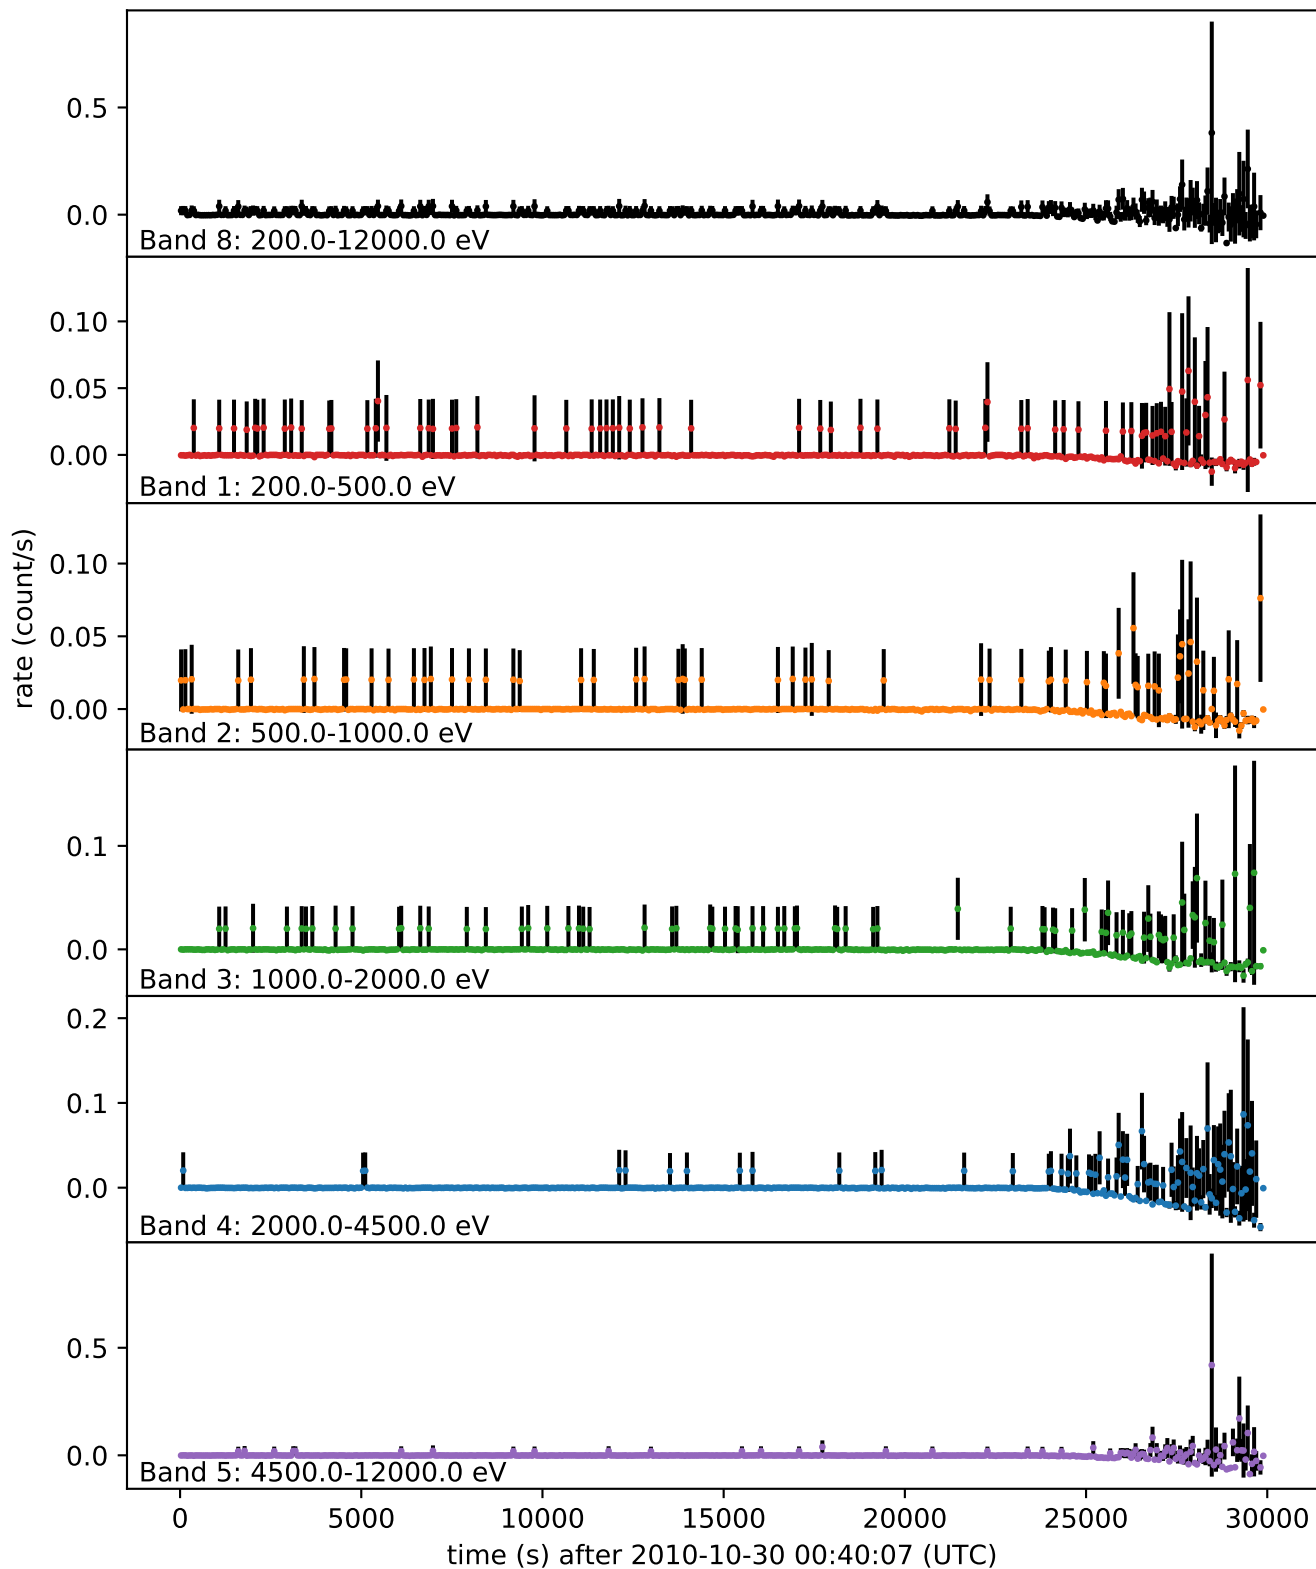 0.5
0.0
Band 8: 200.0-12000.0 eV
0.10
0.05
0.00
Band 1: 200.0-500.0 eV
rate (count/s)
0.10
0.05
0.00
Band 2: 500.0-1000.0 eV
0.1
0.0
Band 3: 1000.0-2000.0 eV
0.2
0.1
0.0
Band 4: 2000.0-4500.0 eV
0.5
0.0
Band 5: 4500.0-12000.0 eV
0 5000 10000 15000 20000 25000 30000
time (s) after 2010-10-30 00:40:07 (UTC)